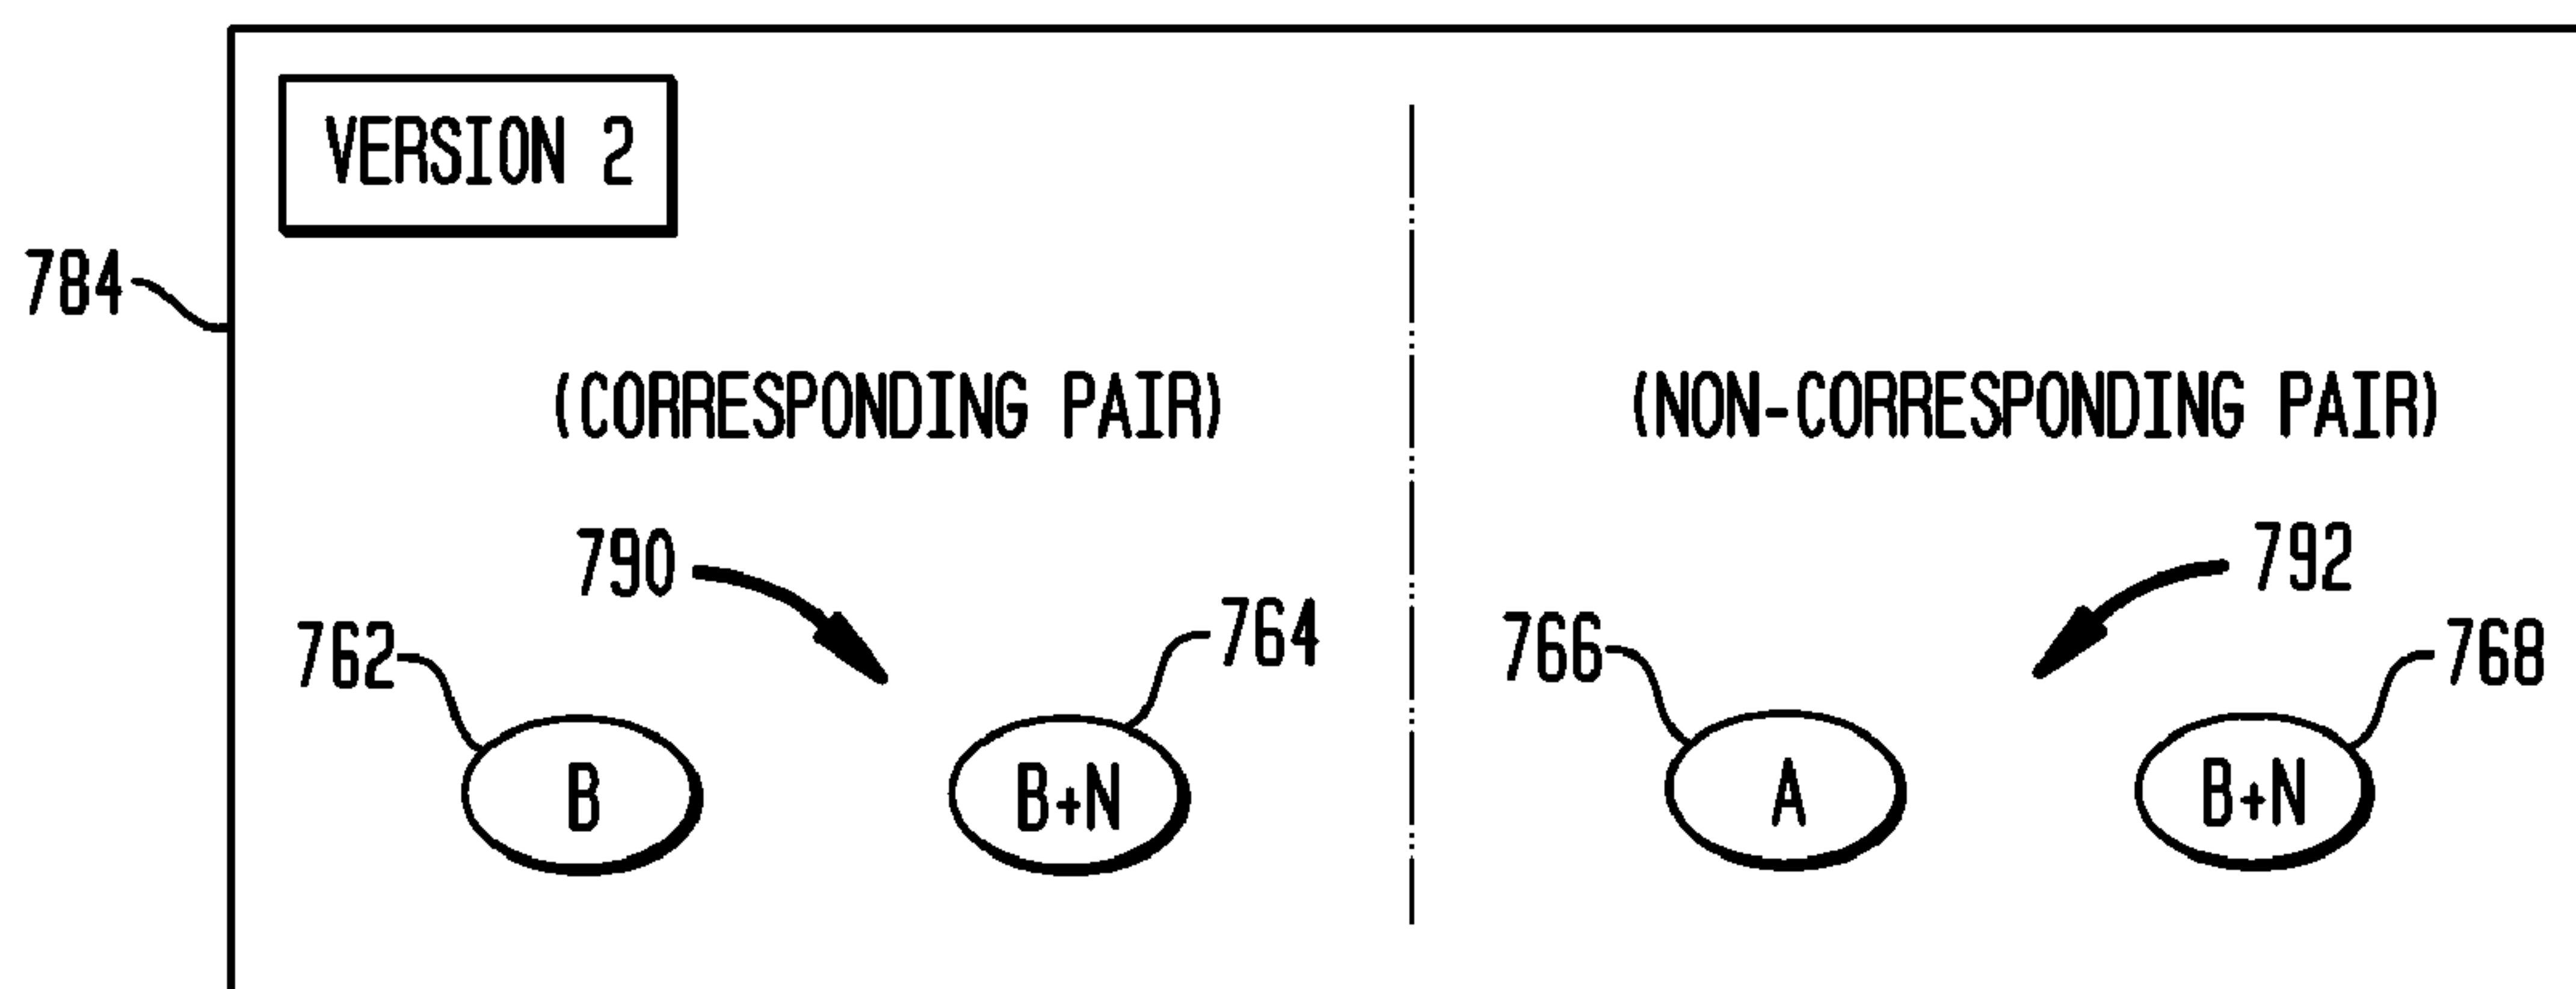 VERSION 2
784
(CORRESPONDING PAIR) (NON-CORRESPONDING PAIR)
790 792
762 764 766 768
B B+N A B+N